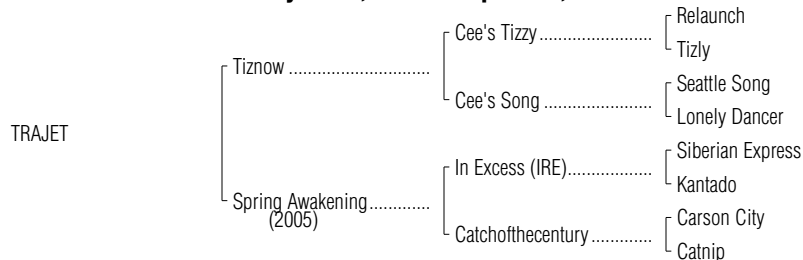 Relaunch
Cee's Tizzy
Tizly
Tiznow
Seattle Song
Cee's Song
Lonely Dancer
TRAJET
Siberian Express
In Excess (IRE)
Kantado
Spring Awakening
(2005)
Carson City
Catchofthecentury
Catnip